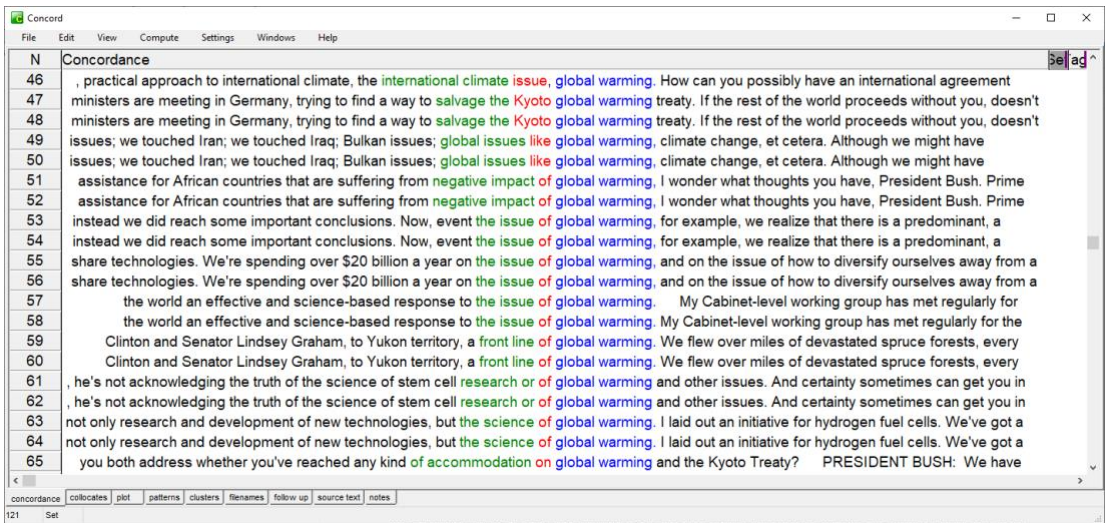 Concord
File Edit View Compute Settings Windows Help
N Concordance Set Tag
46 , practical approach to international climate, the international climate issue, global warming. How can you possibly have an international agreement
47 ministers are meeting in Germany, trying to find a way to salvage the Kyoto global warming treaty. If the rest of the world proceeds without you, doesn't
48 ministers are meeting in Germany, trying to find a way to salvage the Kyoto global warming treaty. If the rest of the world proceeds without you, doesn't
49 issues; we touched Iran; we touched Iraq; Bulkan issues; global issues like global warming, climate change, et cetera. Although we might have
50 issues; we touched Iran; we touched Iraq; Bulkan issues; global issues like global warming, climate change, et cetera. Although we might have
51 assistance for African countries that are suffering from negative impact of global warming, I wonder what thoughts you have, President Bush. Prime
52 assistance for African countries that are suffering from negative impact of global warming, I wonder what thoughts you have, President Bush. Prime
53 instead we did reach some important conclusions. Now, event the issue of global warming, for example, we realize that there is a predominant, a
54 instead we did reach some important conclusions. Now, event the issue of global warming, for example, we realize that there is a predominant, a
55 share technologies. We're spending over $20 billion a year on the issue of global warming, and on the issue of how to diversify ourselves away from a
56 share technologies. We're spending over $20 billion a year on the issue of global warming, and on the issue of how to diversify ourselves away from a
57 the world an effective and science-based response to the issue of global warming. My Cabinet-level working group has met regularly for
58 the world an effective and science-based response to the issue of global warming. My Cabinet-level working group has met regularly for the
59 Clinton and Senator Lindsey Graham, to Yukon territory, a front line of global warming. We flew over miles of devastated spruce forests, every
60 Clinton and Senator Lindsey Graham, to Yukon territory, a front line of global warming. We flew over miles of devastated spruce forests, every
61 , he's not acknowledging the truth of the science of stem cell research or of global warming and other issues. And certainty sometimes can get you in
62 , he's not acknowledging the truth of the science of stem cell research or of global warming and other issues. And certainty sometimes can get you in
63 not only research and development of new technologies, but the science of global warming. I laid out an initiative for hydrogen fuel cells. We've got a
64 not only research and development of new technologies, but the science of global warming. I laid out an initiative for hydrogen fuel cells. We've got a
65 you both address whether you've reached any kind of accommodation on global warming and the Kyoto Treaty? PRESIDENT BUSH: We have
concordance collocates plot patterns clusters filenames follow up source text notes
121 Set